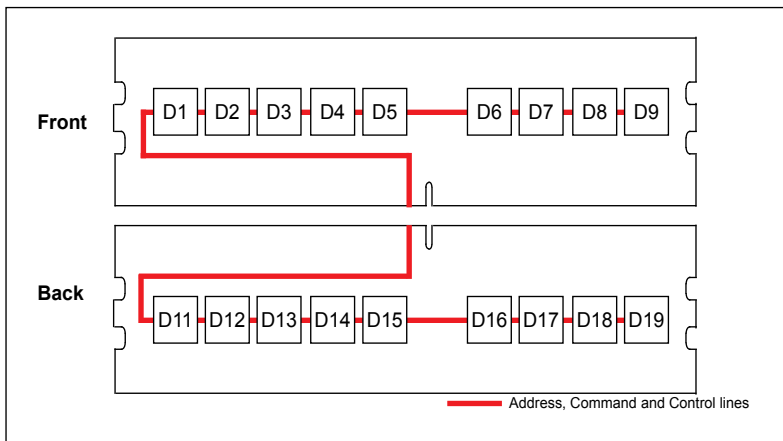 D1 D2 D3 D4 D5 D6 D7 D8 D9
Front
Back
D11 D12 D13 D14 D15 D16 D17 D18 D19
Address, Command and Control lines